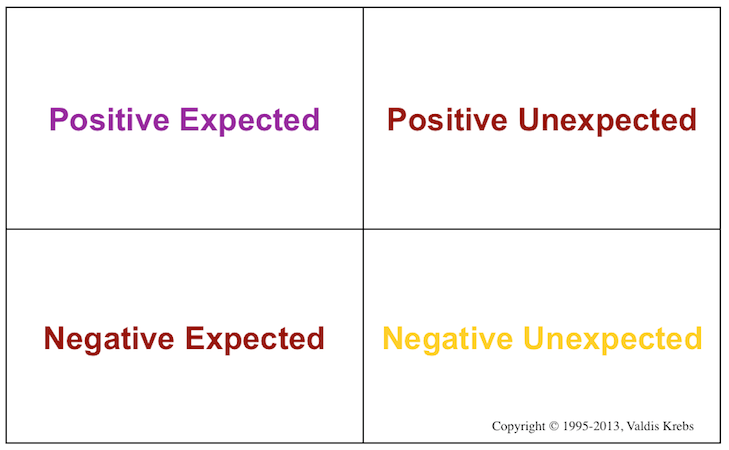 Positive Expected
Positive Unexpected
Negative Expected
Negative Unexpected
Copyright © 1995-2013, Valdis Krebs